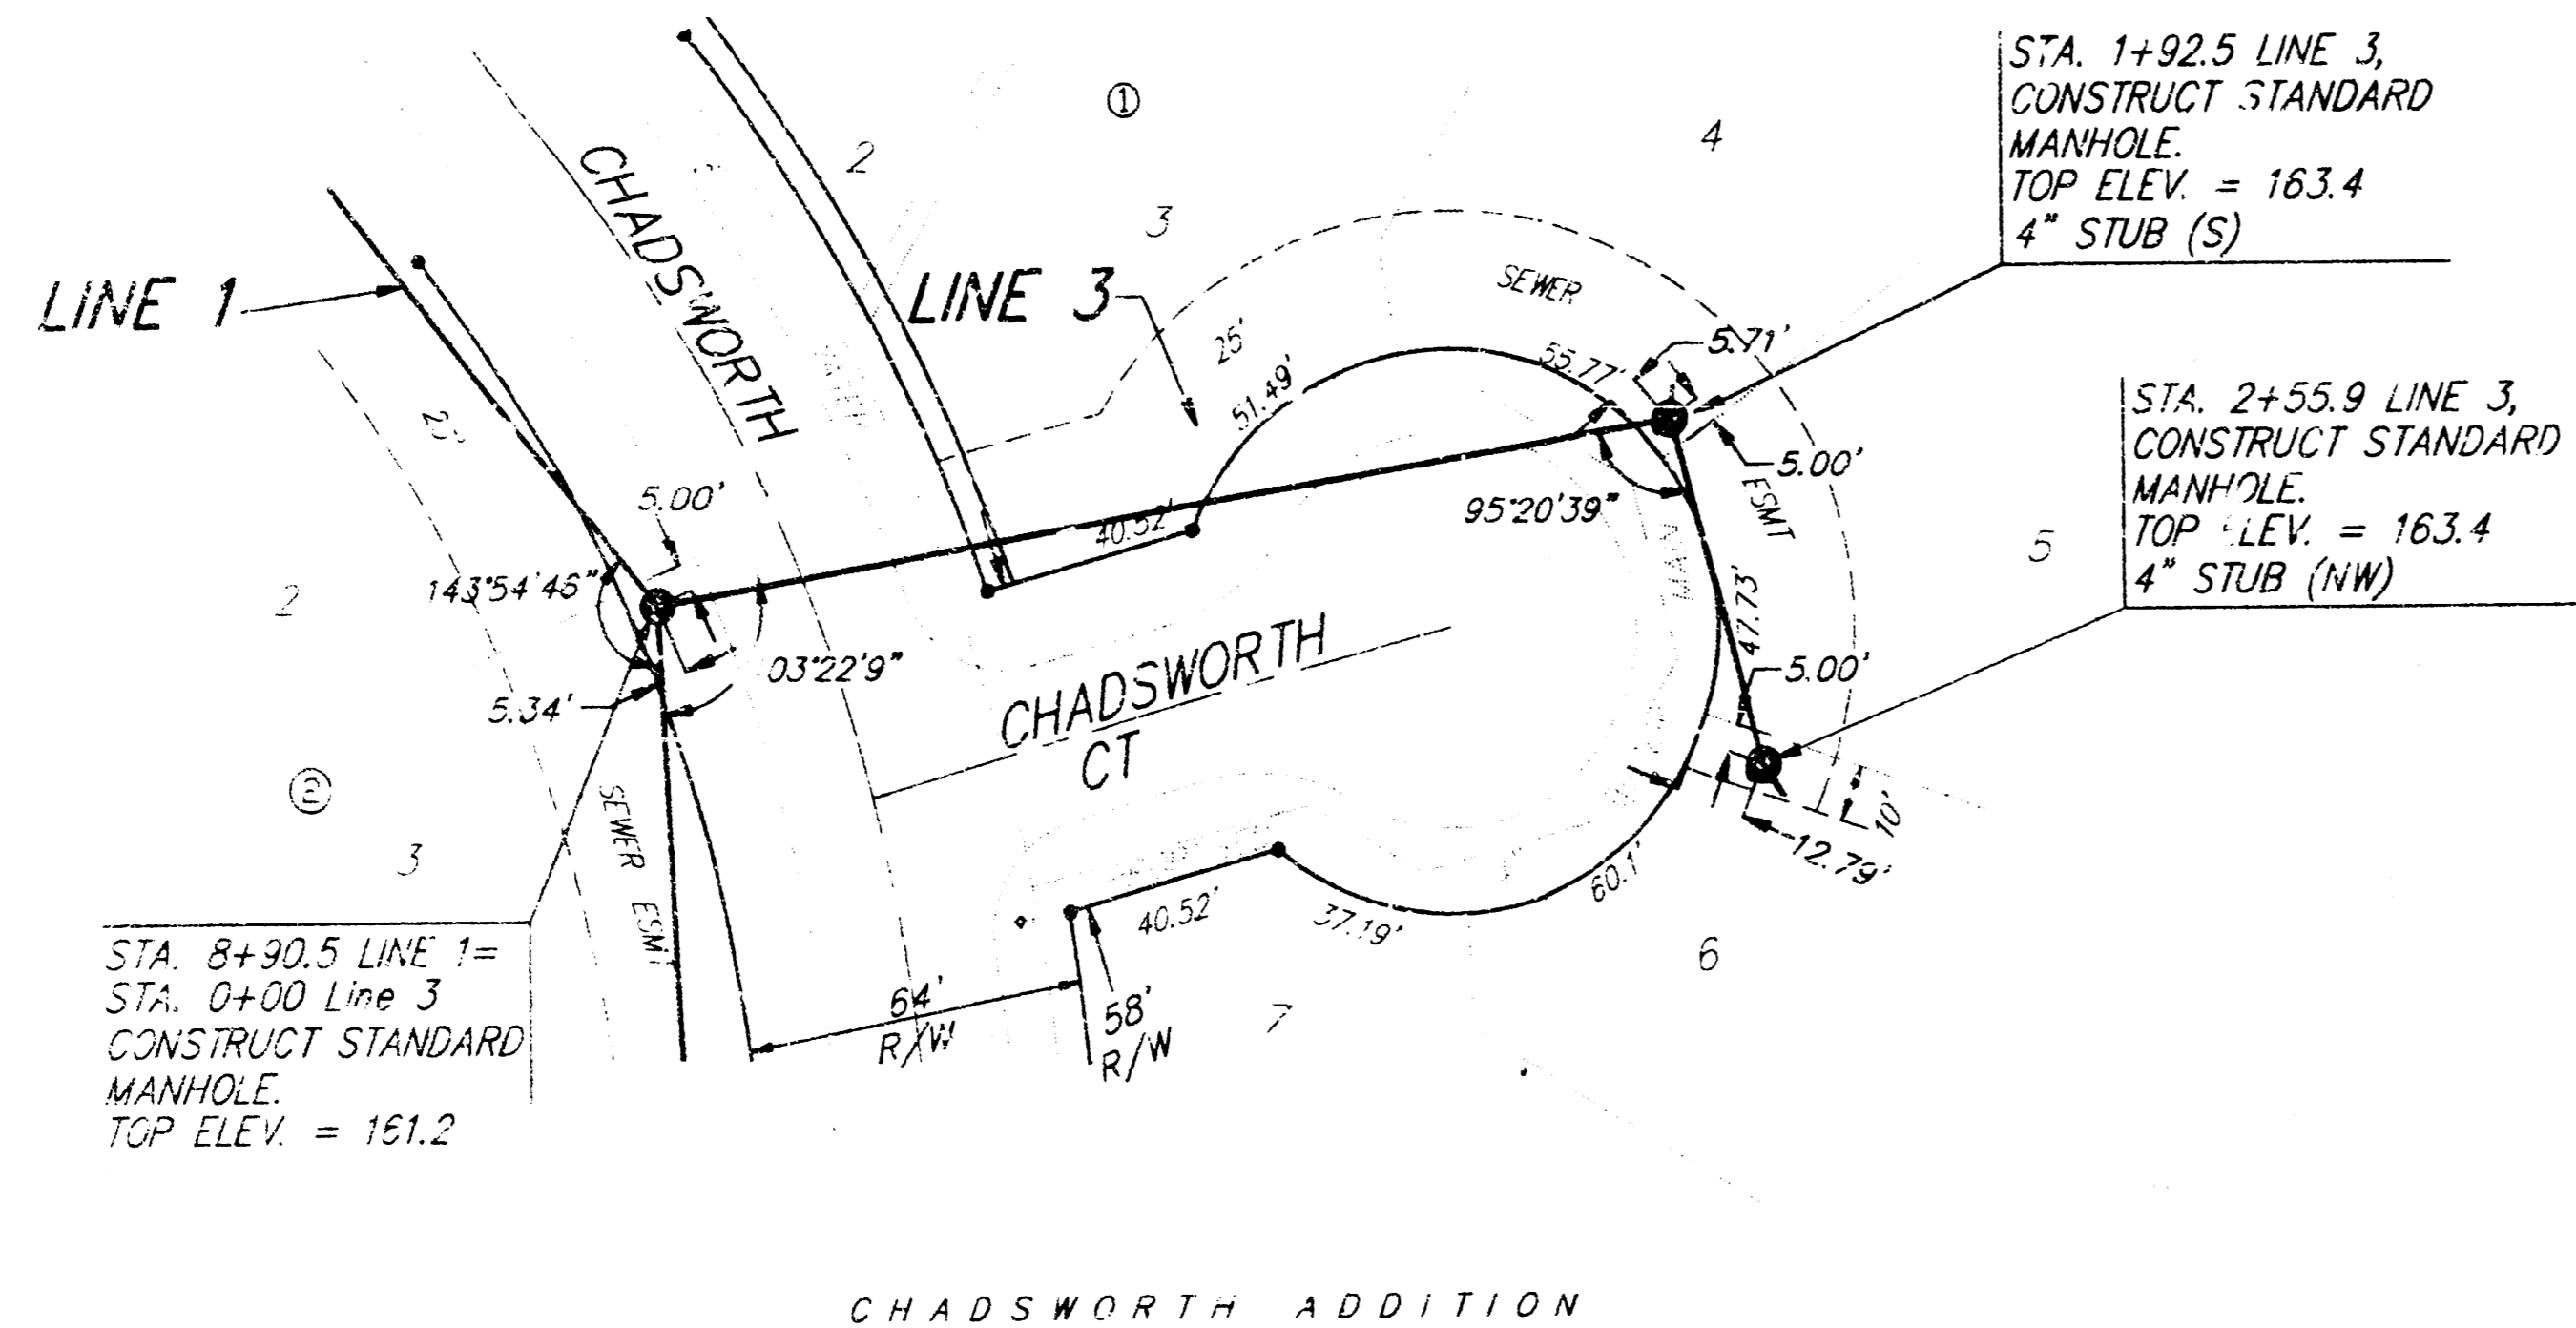 STA. 1+92.5 LINE 3,
CONSTRUCT STANDARD
MANHOLE.
TOP ELEV. = 163.4
4" STUB (S)
STA. 2+55.9 LINE 3,
CONSTRUCT STANDARD
MANHOLE.
TOP ELEV. = 163.4
4" STUB (NW)
1
2
3
4
CHADSWORTH
LINE 1
LINE 3
SEWER
25'
51.49'
55.77'
5.71'
5.00'
ESMT
95°20'39"
5
25'
5.00'
40.52'
143°54'46"
2
03°22'9"
5.34'
47.73'
5.00'
CHADSWORTH
CT
10'
12.79'
2
3
SEWER ESMT
40.52'
37.19'
60.1'
6
7
64'
R/W
58'
R/W
STA. 8+90.5 LINE 1=
STA. 0+00 Line 3
CONSTRUCT STANDARD
MANHOLE.
TOP ELEV. = 161.2
CHADSWORTH ADDITION